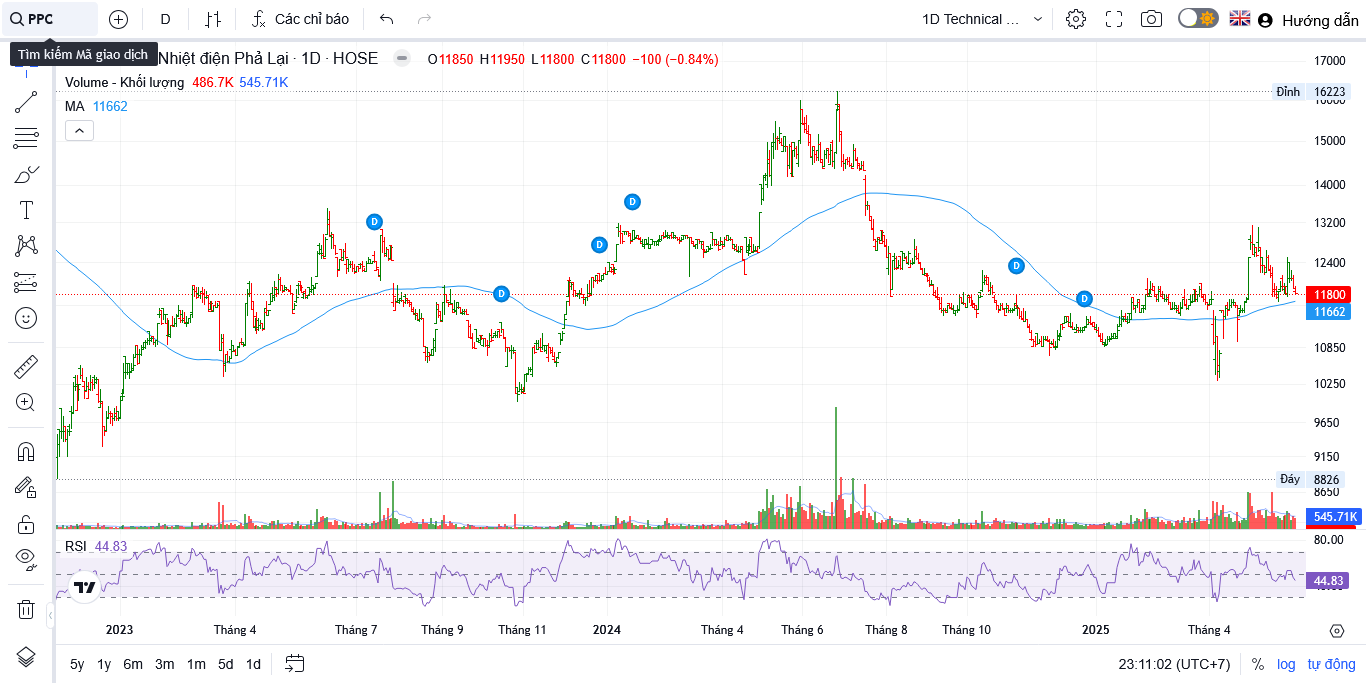 PPC
D
Các chỉ báo
1D Technical ...
Hướng dẫn
Tìm kiếm Mã giao dịch
Nhiệt điện Phả Lại · 1D · HOSE
O11850 H11950 L11800 C11800 −100 (−0.84%)
Volume - Khối lượng 486.7K 545.71K
MA 11662
17000
Đỉnh 16223
16000
15000
14000
13200
12400
11800
11662
10850
10250
9650
9150
Đáy 8826
8650
545.71K
D
D
D
D
D
D
RSI 44.83
80.00
44.83
2023
Tháng 4
Tháng 7
Tháng 9
Tháng 11
2024
Tháng 4
Tháng 6
Tháng 8
Tháng 10
2025
Tháng 4
5y 1y 6m 3m 1m 5d 1d
23:11:02 (UTC+7)
%
log
tự động